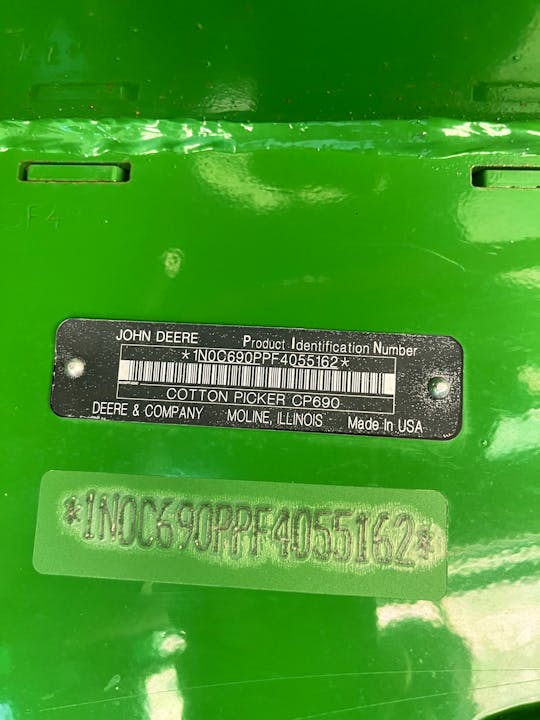 JOHN DEERE Product Identification Number
*1N0C690PPF4055162*
COTTON PICKER CP690
DEERE & COMPANY MOLINE, ILLINOIS Made In USA
*1N0C690PPF4055162*